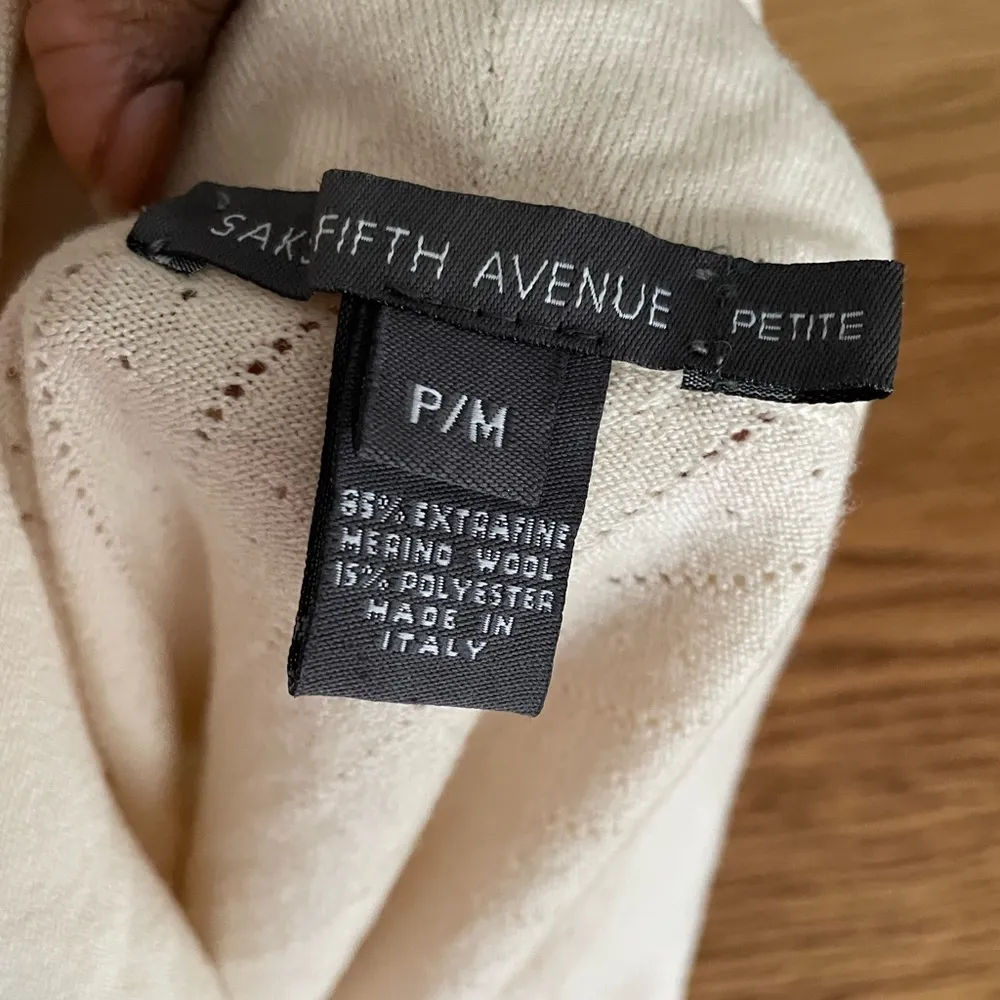 SAKS FIFTH AVENUE PETITE
P/M
85% EXTRAFINE
MERINO WOOL
15% POLYESTER
MADE IN
ITALY